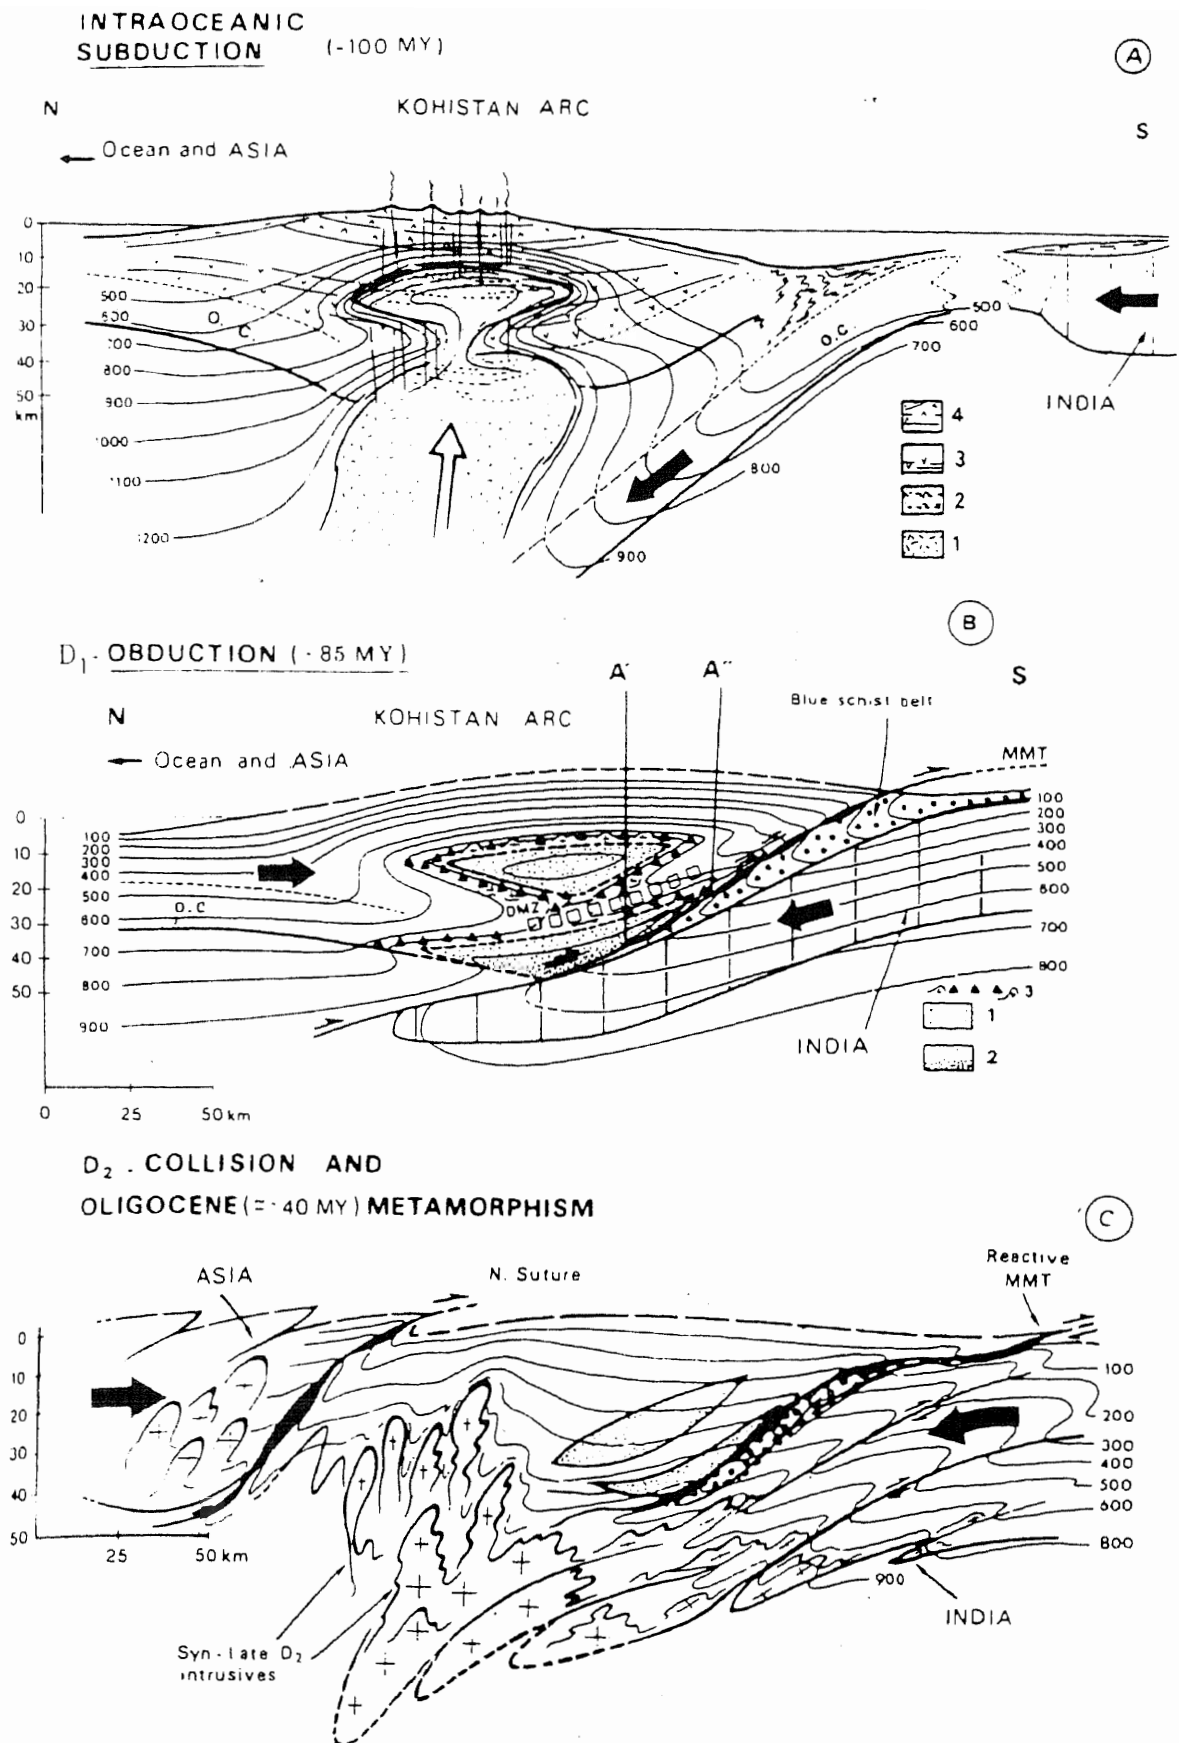 INTRAOCEANIC
SUBDUCTION (-100 MY)
A
N
KOHISTAN ARC
S
Ocean and ASIA
0
10
20
30
40
50
km
500
600
700
800
900
1000
1100
1200
O.C
O.C
500
600
700
800
900
INDIA
4
3
2
1
B
D1- OBDUCTION (-85 MY)
A'
A''
S
N
KOHISTAN ARC
Blue schist belt
Ocean and ASIA
MMT
0
10
20
30
40
50
100
200
300
400
500
600
700
800
900
O.C
DMZ
100
200
300
400
500
600
700
800
3
1
2
INDIA
0 25 50 km
D2 . COLLISION AND
OLIGOCENE (=-40 MY) METAMORPHISM
C
ASIA
N. Suture
Reactive
MMT
0
10
20
30
40
50
25 50 km
100
200
300
400
500
600
800
900
INDIA
Syn-Late D2
intrusives